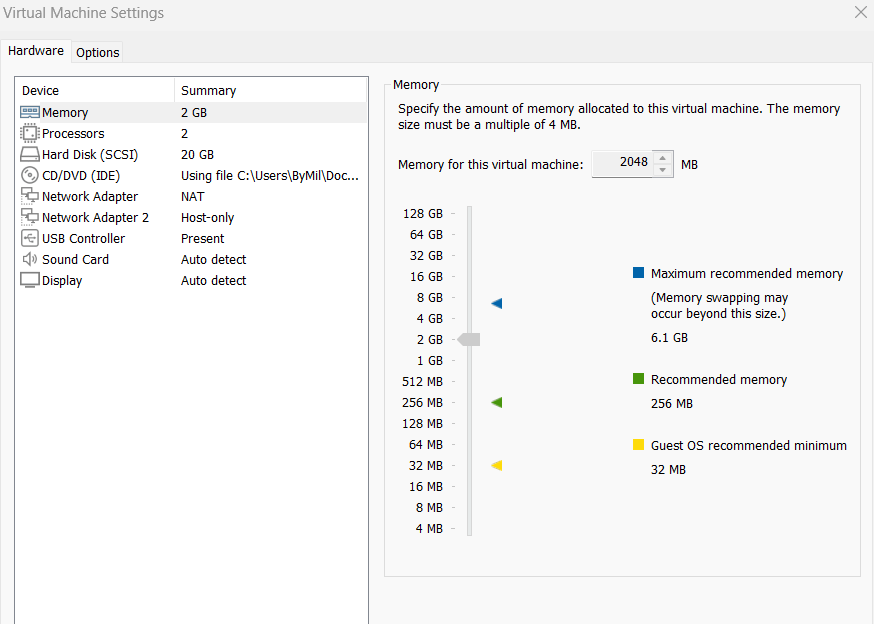 Virtual Machine Settings
Hardware
Options
Device Summary
Memory 2 GB
Processors 2
Hard Disk (SCSI) 20 GB
CD/DVD (IDE) Using file C:\Users\ByMil\Doc...
Network Adapter NAT
Network Adapter 2 Host-only
USB Controller Present
Sound Card Auto detect
Display Auto detect
Memory
Specify the amount of memory allocated to this virtual machine. The memory
size must be a multiple of 4 MB.
Memory for this virtual machine: 2048 MB
128 GB
64 GB
32 GB
16 GB
8 GB
4 GB
2 GB
1 GB
512 MB
256 MB
128 MB
64 MB
32 MB
16 MB
8 MB
4 MB
Maximum recommended memory
(Memory swapping may
occur beyond this size.)
6.1 GB
Recommended memory
256 MB
Guest OS recommended minimum
32 MB